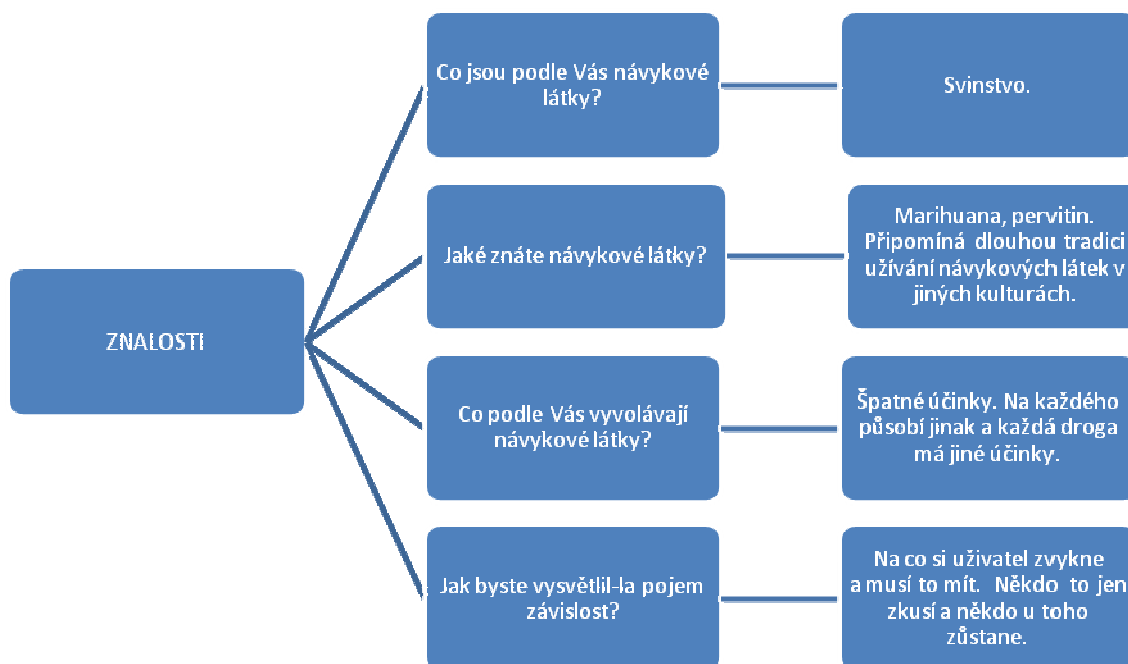 Co jsou podle Vás návykové
látky?
Svinstvo.
Jaké znáte návykové látky?
Marihuana, pervitin.
Připomíná dlouhou tradici
užívání návykových látek v
jiných kulturách.
ZNALOSTI
Co podle Vás vyvolávají
návykové látky?
Špatné účinky. Na každého
působí jinak a každá droga
má jiné účinky.
Jak byste vysvětlil-la pojem
závislost?
Na co si uživatel zvykne
a musí to mít. Někdo to jen
zkusí a někdo u toho
zůstane.